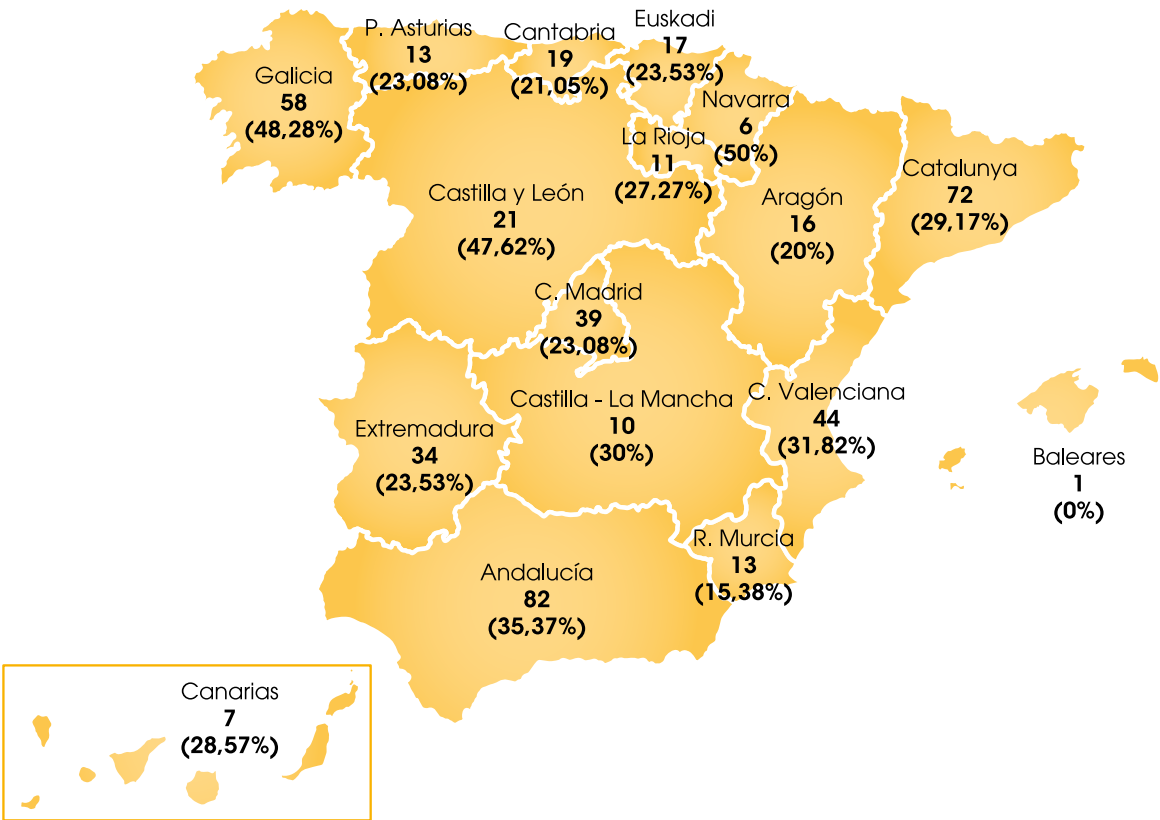 P. Asturias
13
(23,08%)
Cantabria
19
(21,05%)
Euskadi
17
(23,53%)
Galicia
58
(48,28%)
Navarra
6
(50%)
La Rioja
11
(27,27%)
Catalunya
72
(29,17%)
Castilla y León
21
(47,62%)
Aragón
16
(20%)
C. Madrid
39
(23,08%)
Castilla - La Mancha
10
(30%)
C. Valenciana
44
(31,82%)
Extremadura
34
(23,53%)
Baleares
1
(0%)
R. Murcia
13
(15,38%)
Andalucía
82
(35,37%)
Canarias
7
(28,57%)